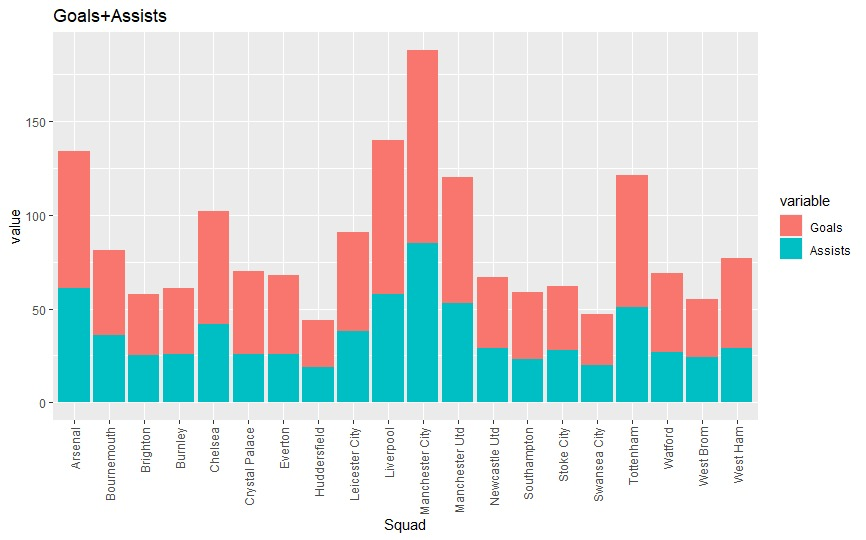 Goals+Assists
150
100
50
0
value
Arsenal
Bournemouth
Brighton
Burnley
Chelsea
Crystal Palace
Everton
Huddersfield
Leicester City
Liverpool
Manchester City
Manchester Utd
Newcastle Utd
Southampton
Stoke City
Swansea City
Tottenham
Watford
West Brom
West Ham
Squad
variable
Goals
Assists